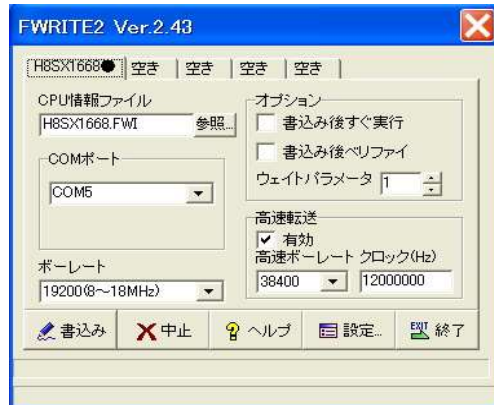 FWRITE2 Ver.2.43
H8SX1668● 空き 空き 空き 空き
CPU情報ファイル
H8SX1668.FWI 参照...
COMポート
COM5
ボーレート
19200(8～18MHz)
オプション
書込み後すぐ実行
書込み後ベリファイ
ウェイトパラメータ 1
高速転送
有効
高速ボーレート クロック(Hz)
38400 12000000
書込み 中止 ヘルプ 設定... EXIT 終了